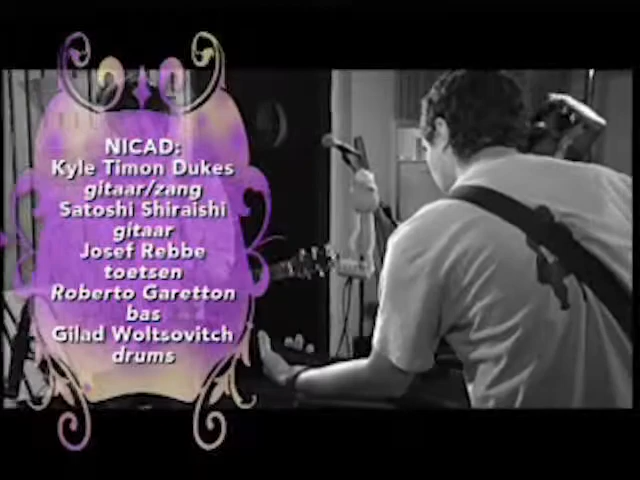 NICAD:
Kyle Timon Dukes
gitaar/zang
Satoshi Shiraishi
gitaar
Josef Rebbe
toetsen
Roberto Garetton
bas
Gilad Woltsovitch
drums